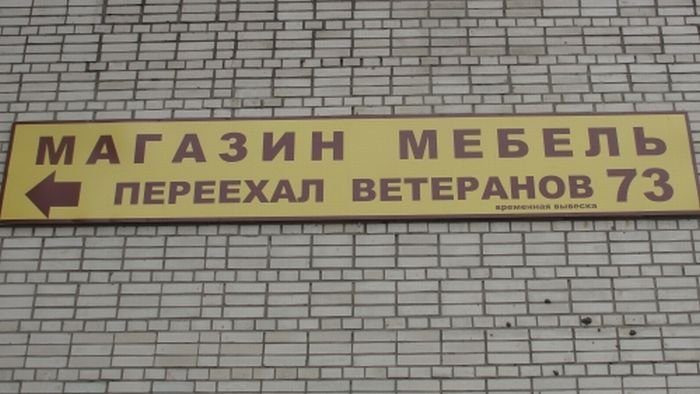 МАГАЗИН МЕБЕЛЬ
ПЕРЕЕХАЛ ВЕТЕРАНОВ 73
временная вывеска